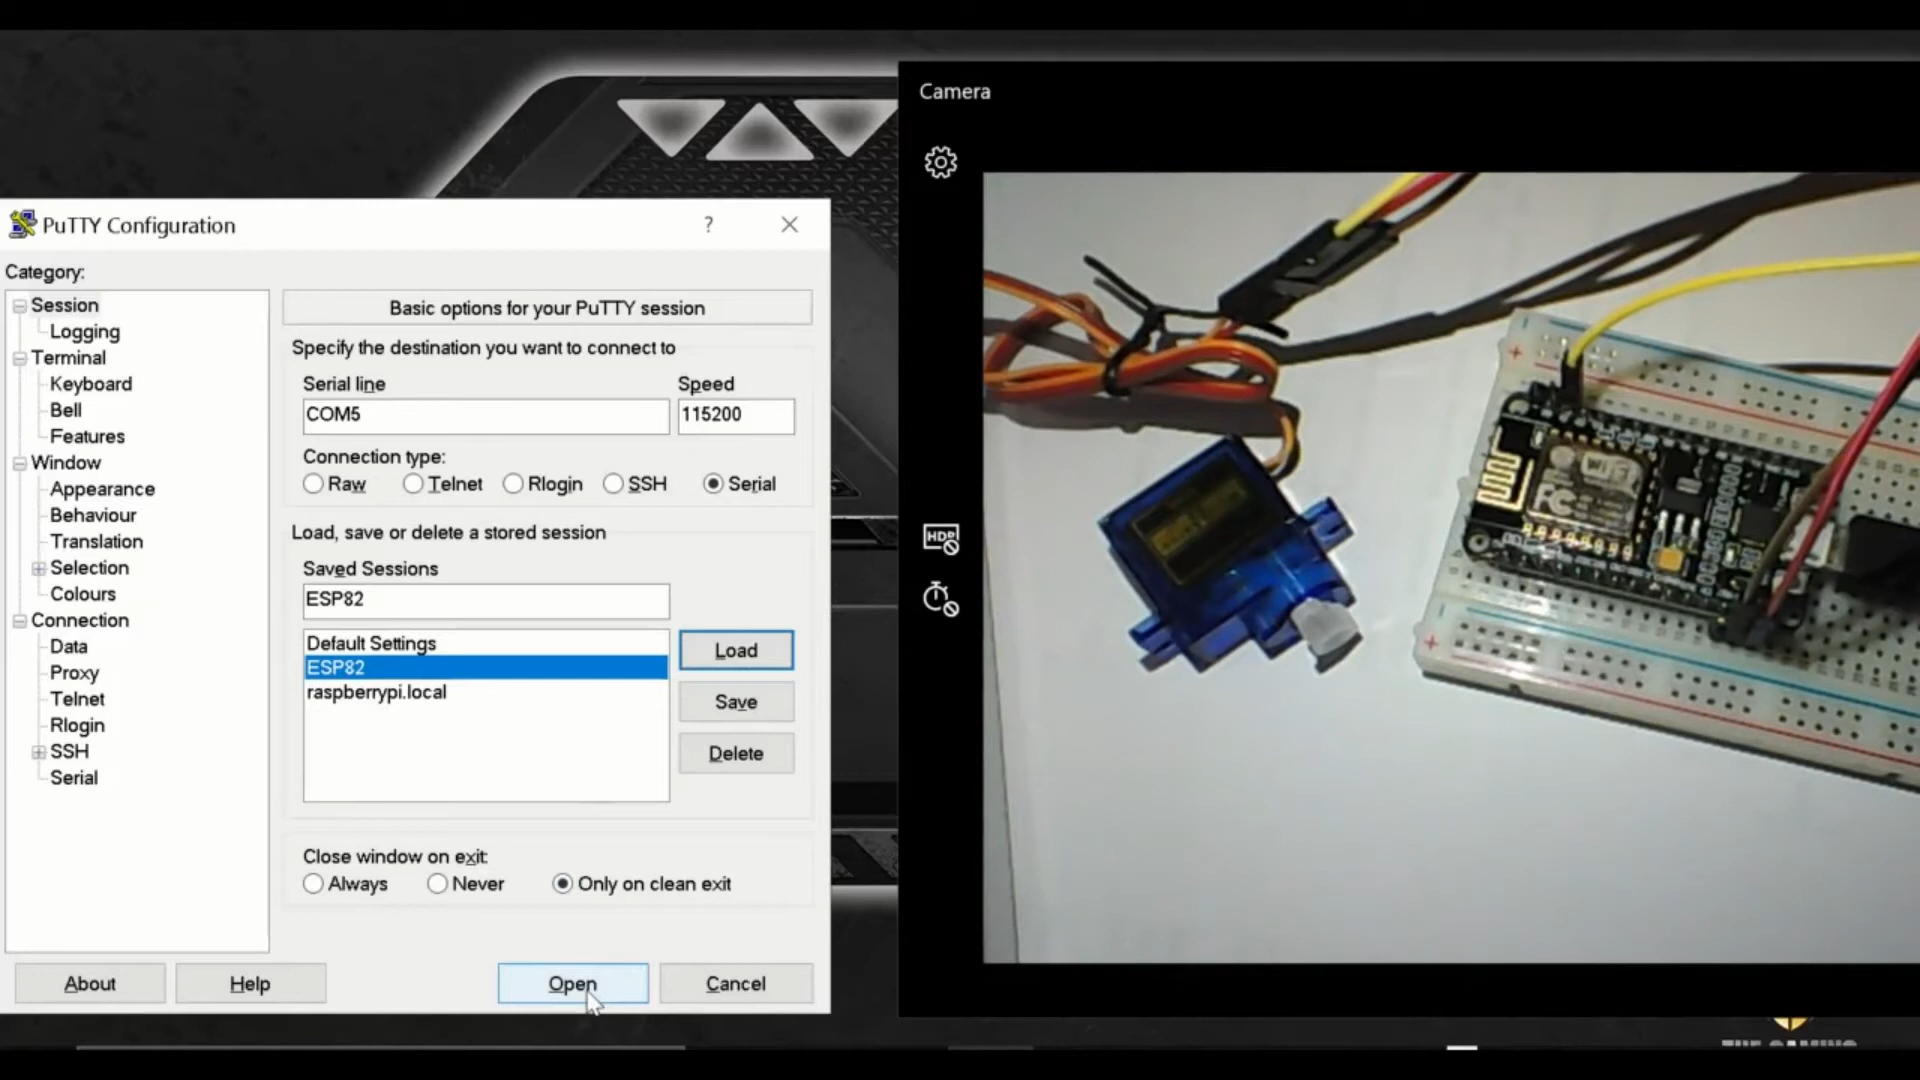 Camera
PuTTY Configuration
?
Category:
Session
Logging
Terminal
Keyboard
Bell
Features
Window
Appearance
Behaviour
Translation
Selection
Colours
Connection
Data
Proxy
Telnet
Rlogin
SSH
Serial
Basic options for your PuTTY session
Specify the destination you want to connect to
Serial line
Speed
COM5
115200
Connection type:
Raw
Telnet
Rlogin
SSH
Serial
Load, save or delete a stored session
Saved Sessions
ESP82
Default Settings
ESP82
raspberrypi.local
Load
Save
Delete
Close window on exit:
Always
Never
Only on clean exit
About
Help
Open
Cancel
HDR
WiFi